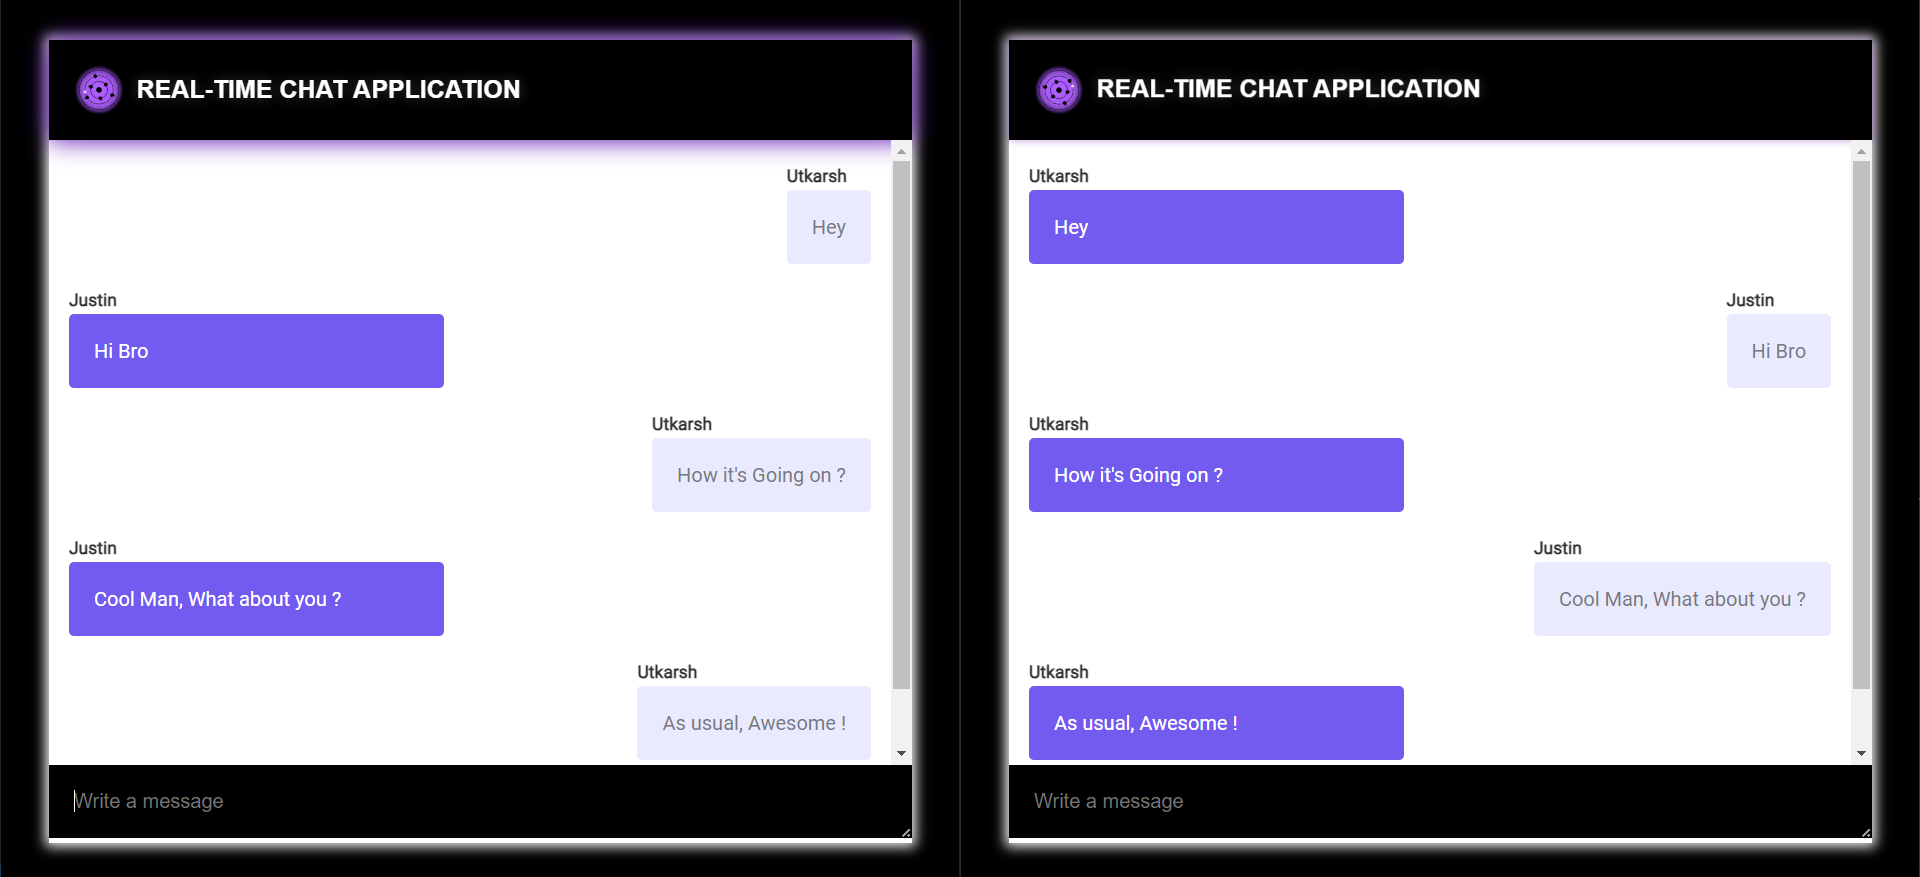 REAL-TIME CHAT APPLICATION
Utkarsh
Hey
Justin
Hi Bro
Utkarsh
How it's Going on ?
Justin
Cool Man, What about you ?
Utkarsh
As usual, Awesome !
Write a message
REAL-TIME CHAT APPLICATION
Utkarsh
Hey
Justin
Hi Bro
Utkarsh
How it's Going on ?
Justin
Cool Man, What about you ?
Utkarsh
As usual, Awesome !
Write a message